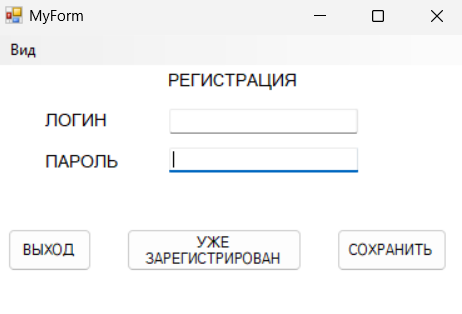 MyForm
Вид
РЕГИСТРАЦИЯ
ЛОГИН
ПАРОЛЬ
ВЫХОД
УЖЕ
ЗАРЕГИСТРИРОВАН
СОХРАНИТЬ